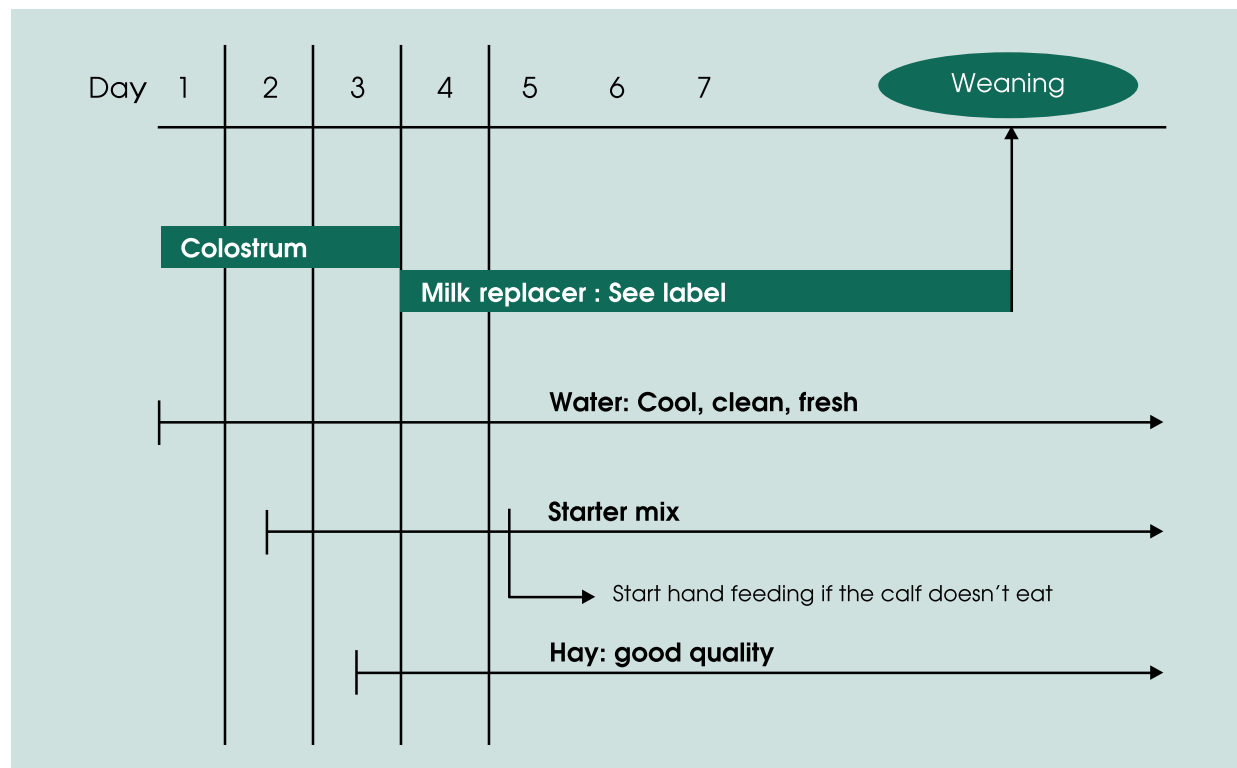 Day 1 2 3 4 5 6 7 Weaning
Colostrum
Milk replacer : See label
Water: Cool, clean, fresh
Starter mix
Start hand feeding if the calf doesn't eat
Hay: good quality